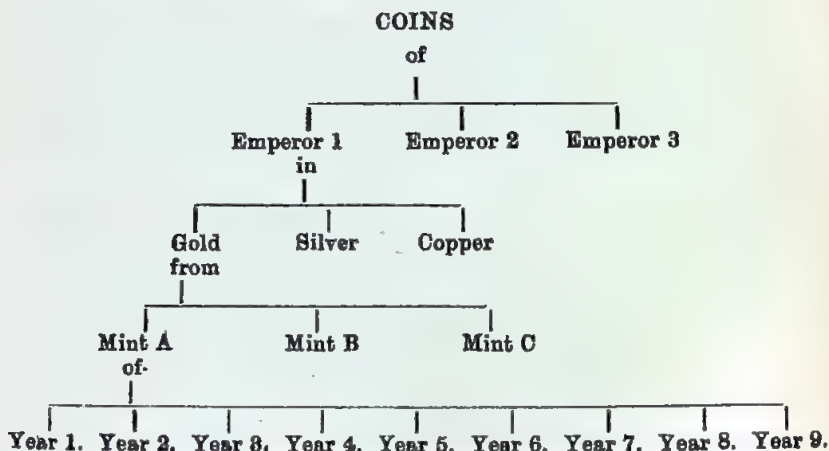 COINS
of
Emperor 1 Emperor 2 Emperor 3
in
Gold Silver Copper
from
Mint A Mint B Mint C
of
Year 1. Year 2. Year 3. Year 4. Year 5. Year 6. Year 7. Year 8. Year 9.